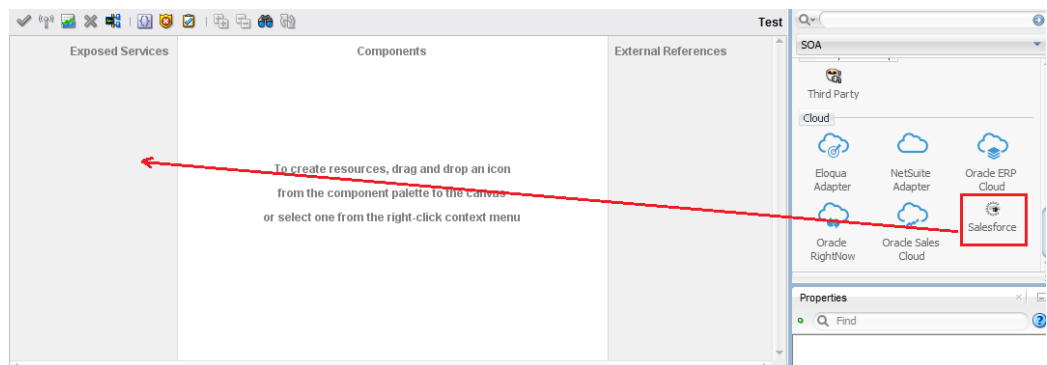 Test
Exposed Services
Components
External References
To create resources, drag and drop an icon
from the component palette to the canvas
or select one from the right-click context menu
SOA
Third Party
Cloud
Eloqua
Adapter
NetSuite
Adapter
Oracle ERP
Cloud
Oracle
RightNow
Oracle Sales
Cloud
Salesforce
Properties
Find